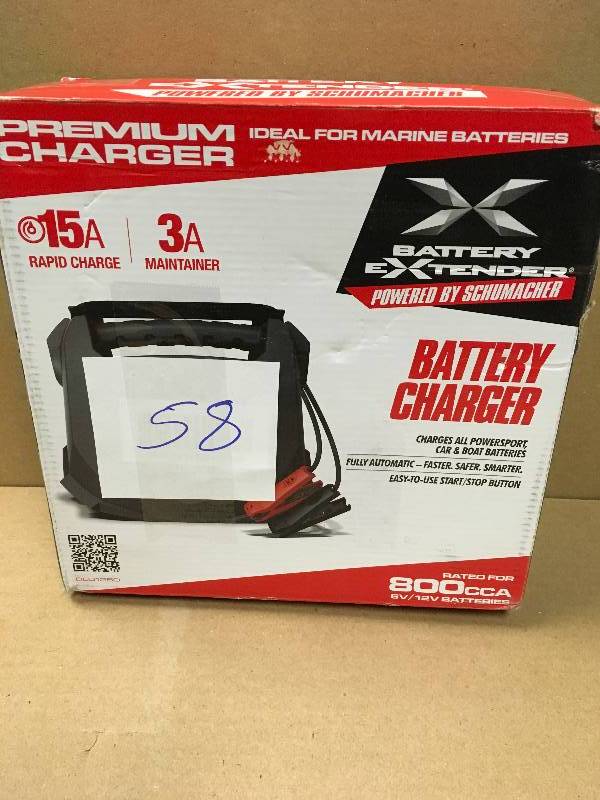 BATTERY
EXTENDER
POWERED BY SCHUMACHER
PREMIUM
CHARGER
IDEAL FOR MARINE BATTERIES
15A
RAPID CHARGE
3A
MAINTAINER
BATTERY
EXTENDER®
POWERED BY SCHUMACHER
BATTERY
CHARGER
CHARGES ALL POWERSPORT,
CAR & BOAT BATTERIES
FULLY AUTOMATIC – FASTER. SAFER. SMARTER.
EASY-TO-USE START/STOP BUTTON
58
RATED FOR
800CCA
6V/12V BATTERIES